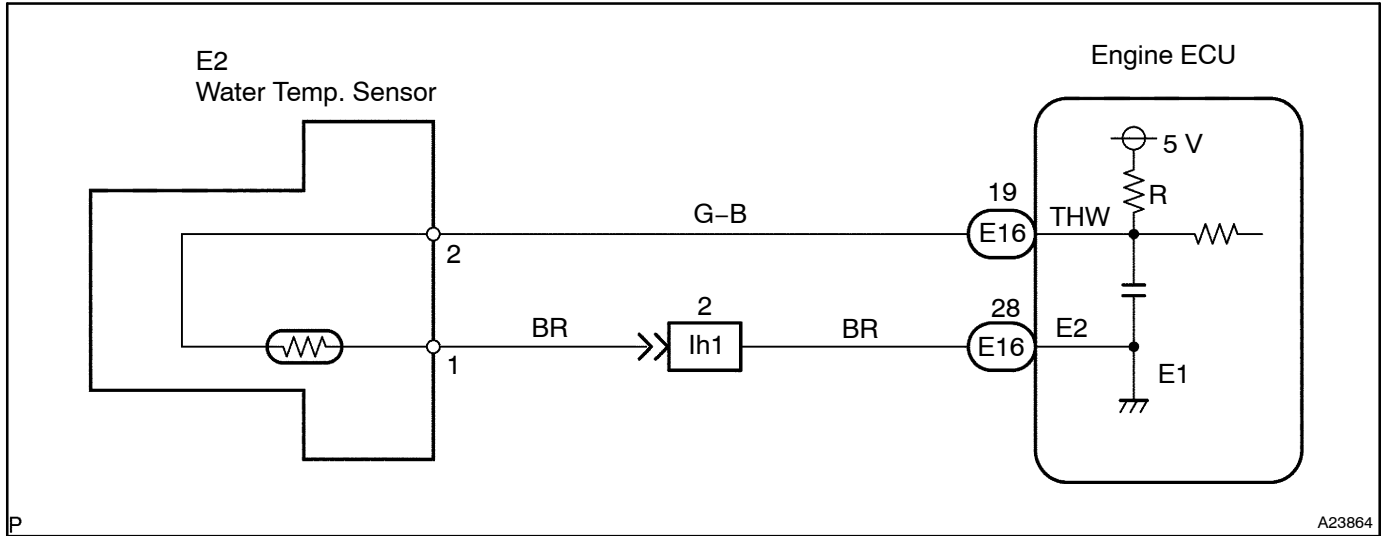 E2
Water Temp. Sensor
Engine ECU
5 V
R
19
G−B
E16
THW
2
2
28
BR
Ih1
BR
E16
E2
1
E1
P
A23864